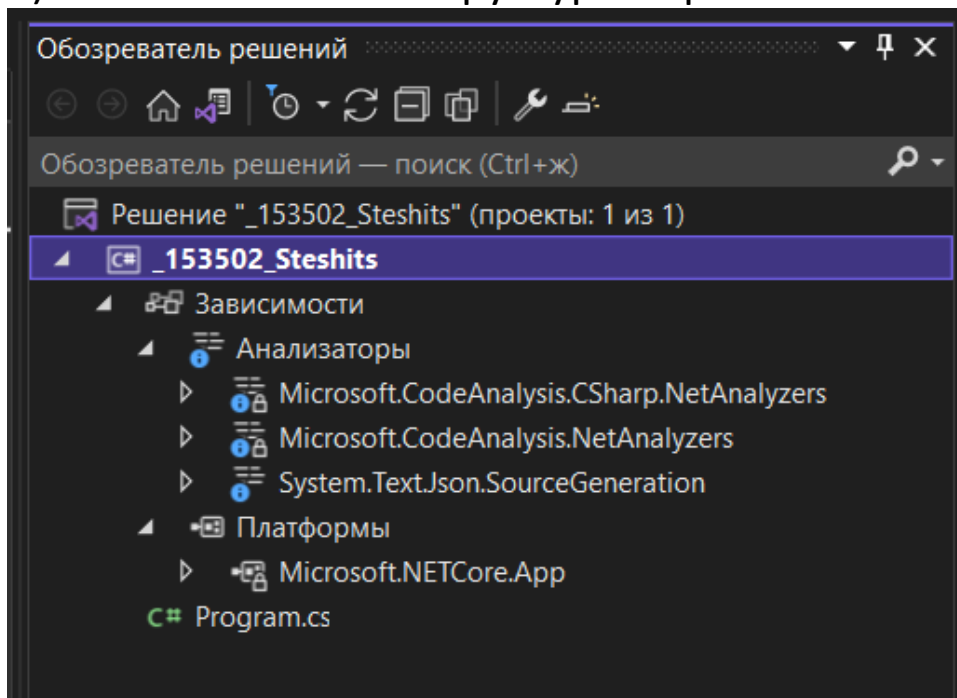 Обозреватель решений
Обозреватель решений — поиск (Ctrl+ж)
Решение "_153502_Steshits" (проекты: 1 из 1)
C# _153502_Steshits
Зависимости
Анализаторы
Microsoft.CodeAnalysis.CSharp.NetAnalyzers
Microsoft.CodeAnalysis.NetAnalyzers
System.Text.Json.SourceGeneration
Платформы
Microsoft.NETCore.App
C# Program.cs